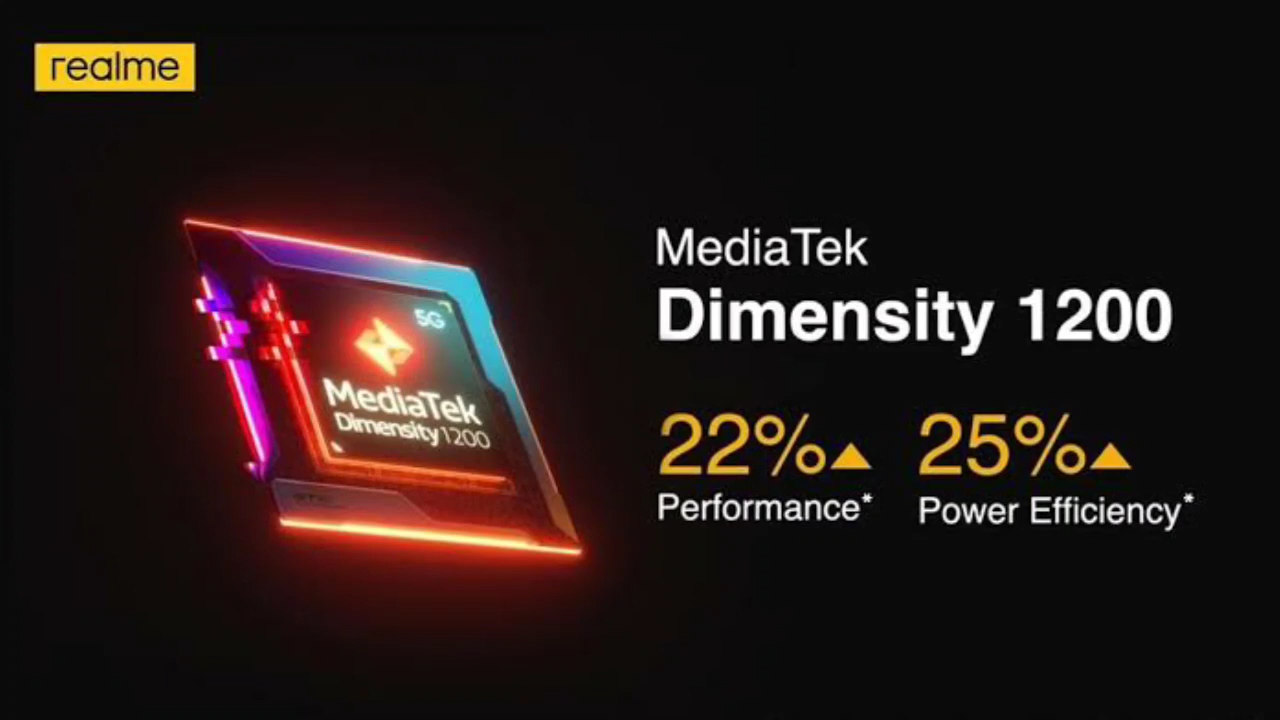 realme
5G
MediaTek
Dimensity 1200
MediaTek
Dimensity 1200
22%▲ 25%▲
Performance* Power Efficiency*